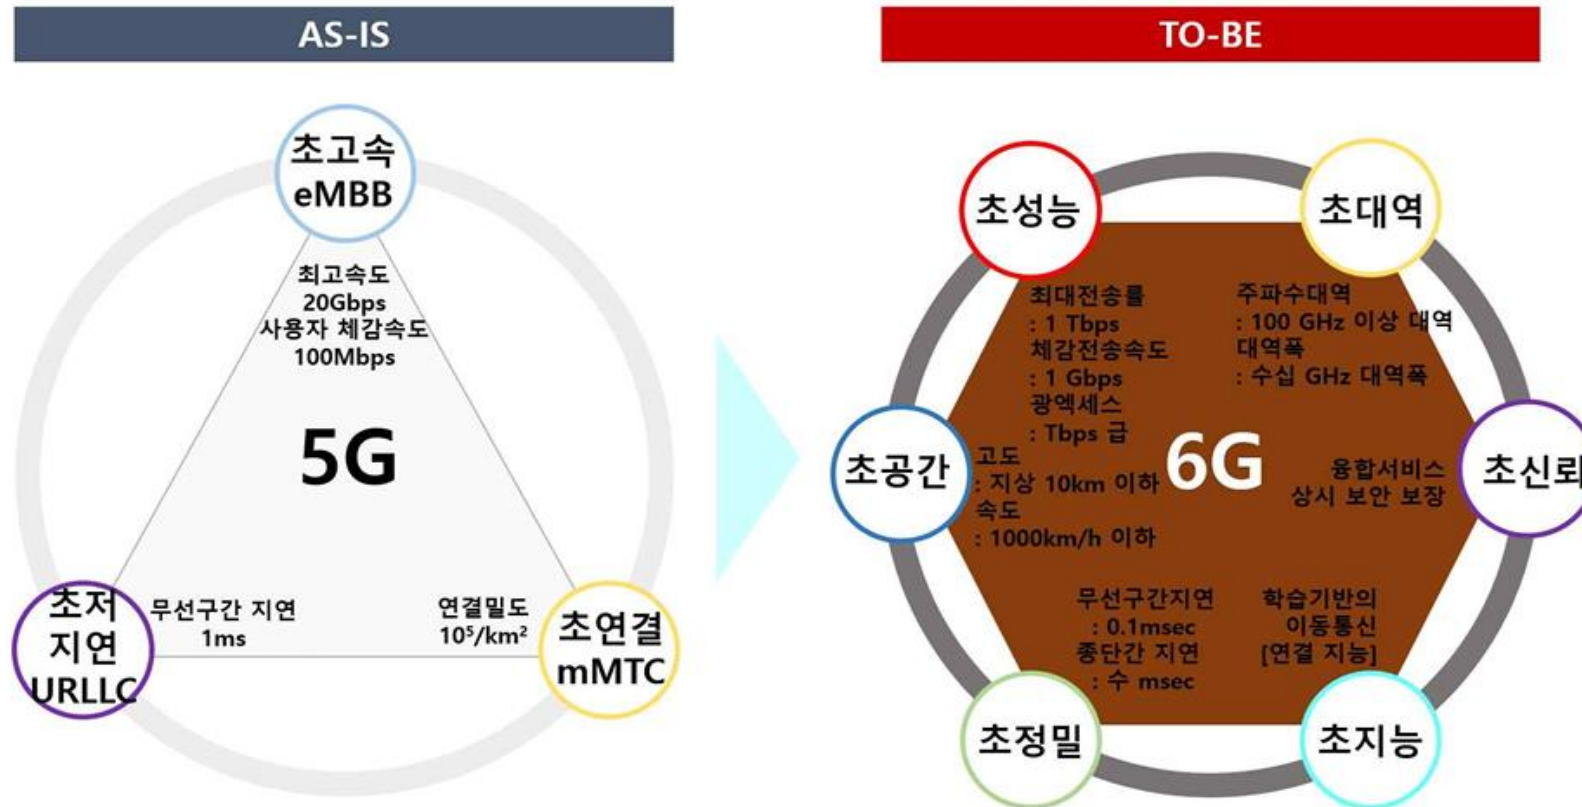 AS-IS
초고속
eMBB
최고속도
20Gbps
사용자 체감속도
100Mbps
5G
초저
지연
URLLC
무선구간 지연
1ms
연결밀도
10⁵/km²
초연결
mMTC
TO-BE
초성능
초대역
최대전송률
: 1 Tbps
체감전송속도
: 1 Gbps
광엑세스
: Tbps 급
주파수대역
: 100 GHz 이상 대역
대역폭
: 수십 GHz 대역폭
초공간
고도
: 지상 10km 이하
속도
: 1000km/h 이하
6G
융합서비스
상시 보안 보장
초신뢰
무선구간지연
: 0.1msec
종단간 지연
: 수 msec
학습기반의
이동통신
[연결 지능]
초정밀
초지능